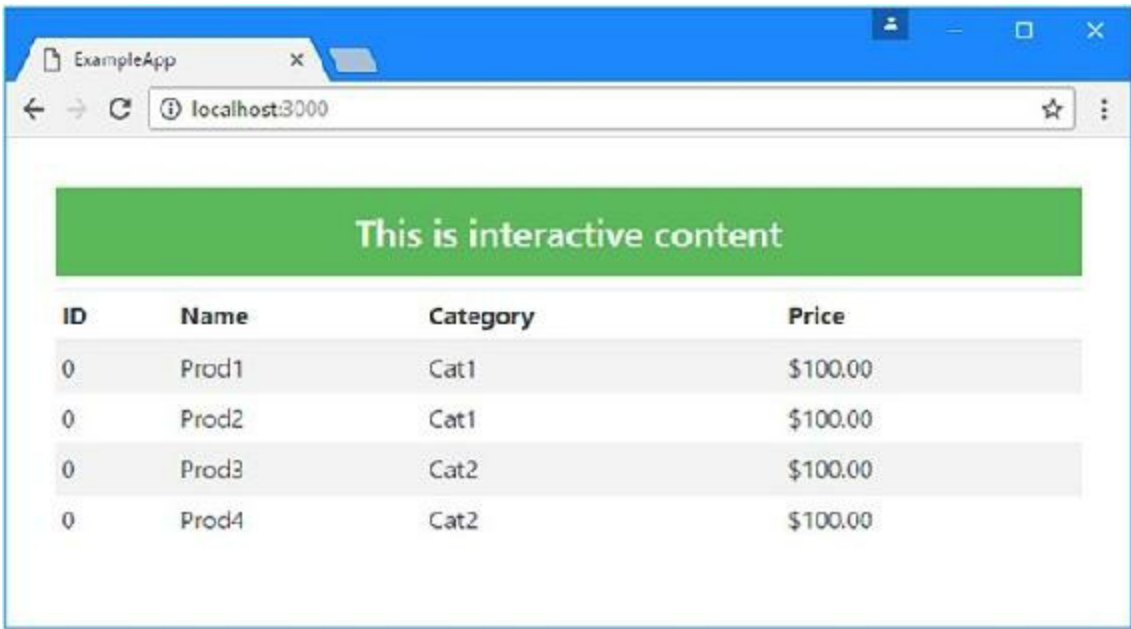 ExampleApp
localhost:3000
This is interactive content
ID Name Category Price
0 Prod1 Cat1 $100.00
0 Prod2 Cat1 $100.00
0 Prod3 Cat2 $100.00
0 Prod4 Cat2 $100.00